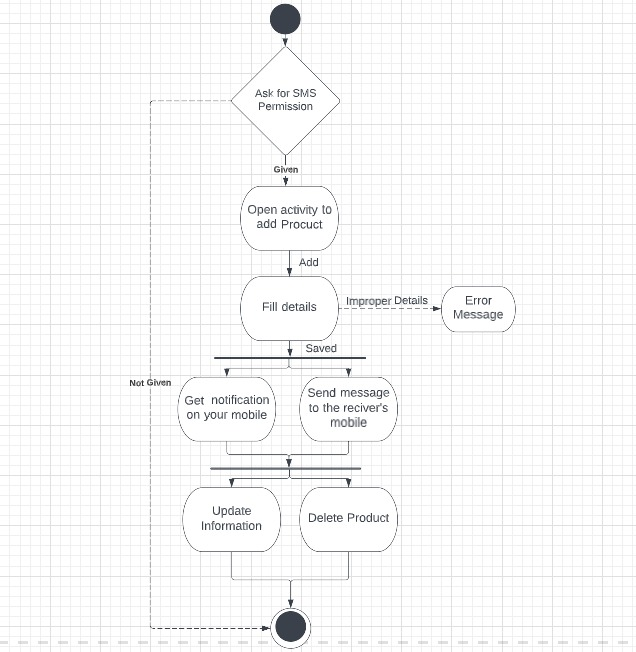 Ask for SMS
Permission
Given
Open activity to
add Procuct
Add
Fill details
Improper Details
Error
Message
Saved
Not Given
Get notification
on your mobile
Send message
to the reciver's
mobile
Update
Information
Delete Product